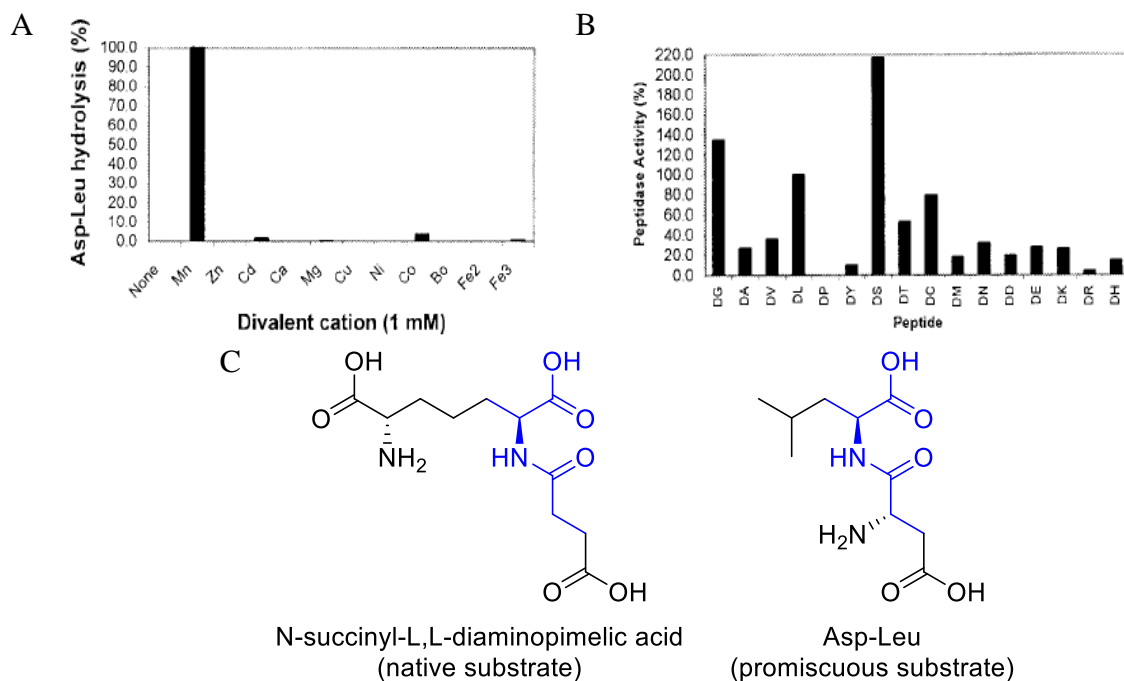 A
Asp-Leu hydrolysis (%)
100.0
90.0
80.0
70.0
60.0
50.0
40.0
30.0
20.0
10.0
0.0
None Mn Zn Cd Ca Mg Cu Ni Co Bo Fe2 Fe3
Divalent cation (1 mM)
B
Peptidase Activity (%)
220.0
200.0
180.0
160.0
140.0
120.0
100.0
80.0
60.0
40.0
20.0
0.0
DG DA DV DL DP DY DS DT DC DM DN DD DE DK DR DH
Peptide
C
OH
O
NH2
OH
O
HN
O
O
OH
N-succinyl-L,L-diaminopimelic acid
(native substrate)
OH
O
HN
O
H2N
O
OH
Asp-Leu
(promiscuous substrate)